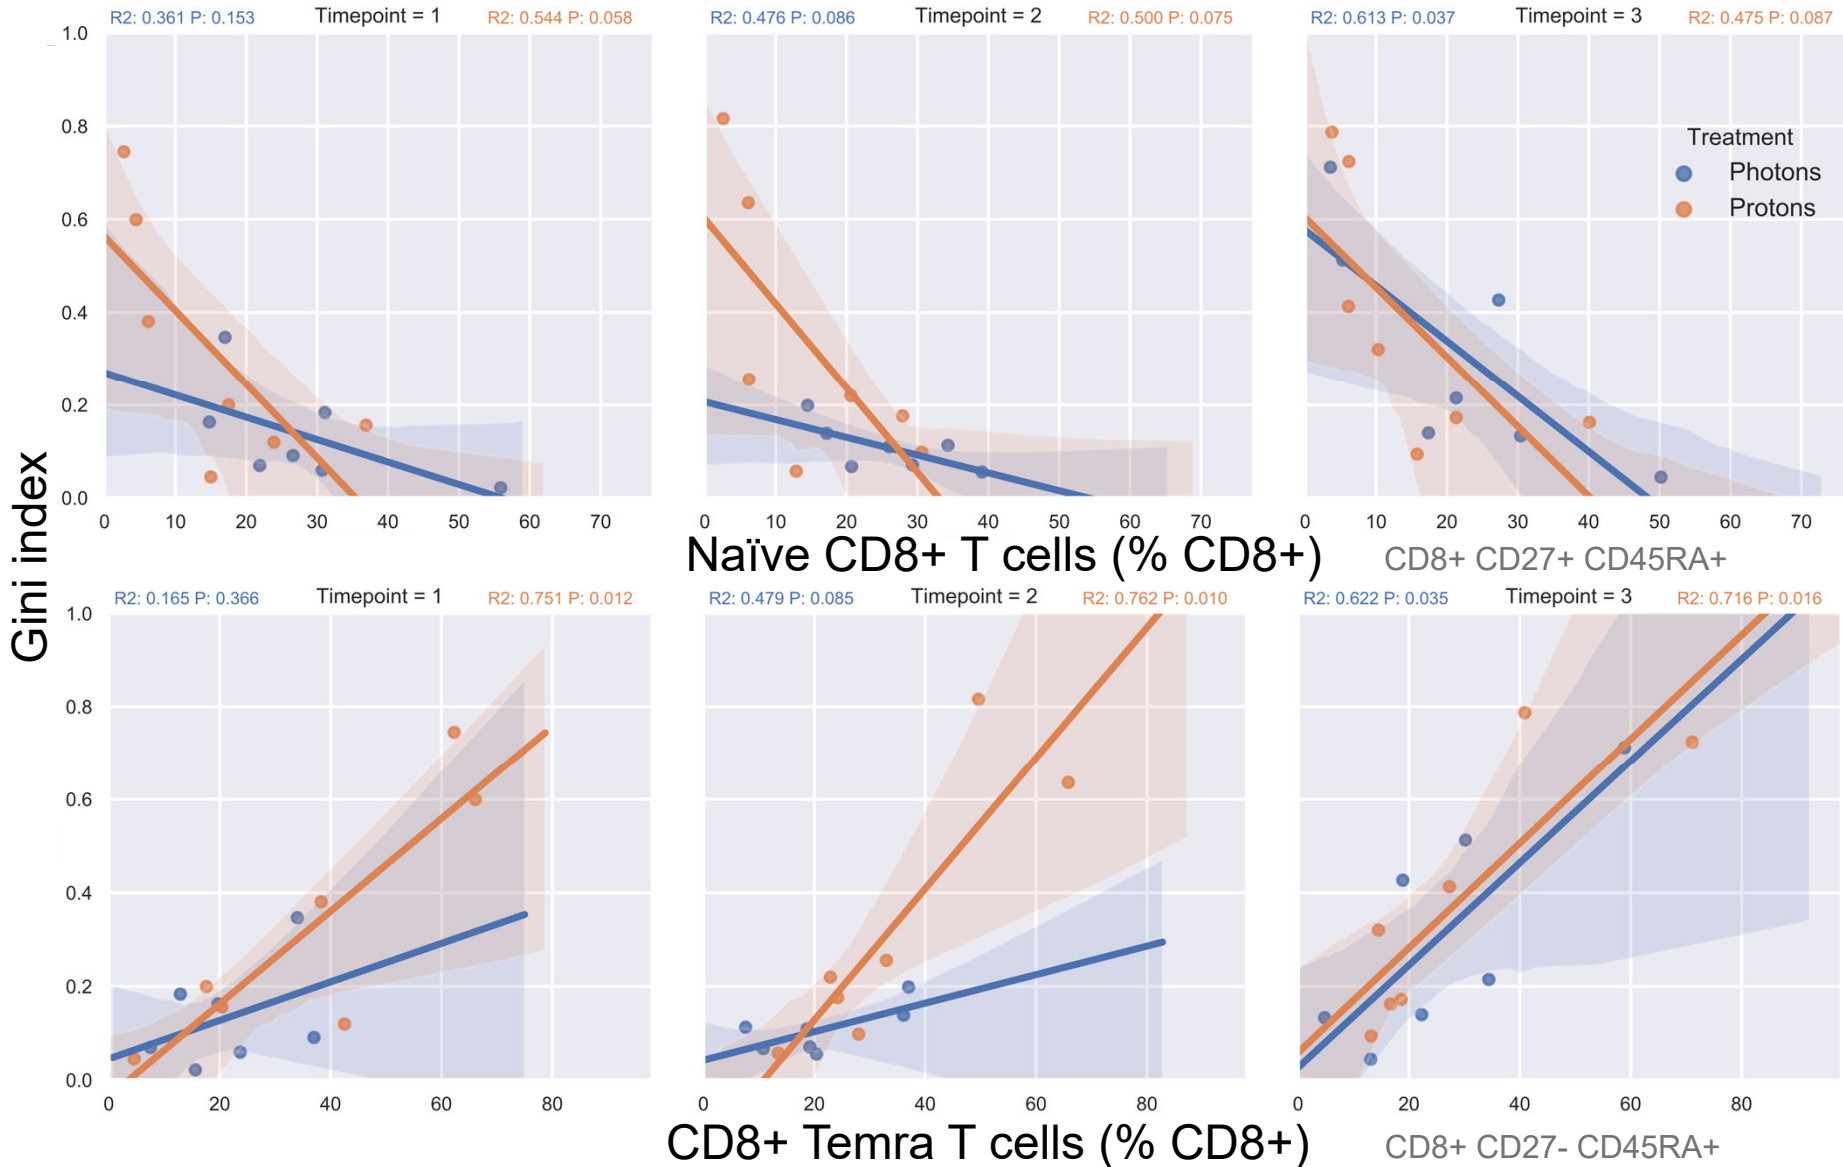 R2: 0.361 P: 0.153 Timepoint = 1 R2: 0.544 P: 0.058 R2: 0.476 P: 0.086 Timepoint = 2 R2: 0.500 P: 0.075 R2: 0.613 P: 0.037 Timepoint = 3 R2: 0.475 P: 0.087
1.0
0.8
0.6
0.4
0.2
0.0
Treatment
Photons
Protons
0 10 20 30 40 50 60 70 0 10 20 30 40 50 60 70 0 10 20 30 40 50 60 70
Naïve CD8+ T cells (% CD8+) CD8+ CD27+ CD45RA+
Gini index
R2: 0.165 P: 0.366 Timepoint = 1 R2: 0.751 P: 0.012 R2: 0.479 P: 0.085 Timepoint = 2 R2: 0.762 P: 0.010 R2: 0.622 P: 0.035 Timepoint = 3 R2: 0.716 P: 0.016
1.0
0.8
0.6
0.4
0.2
0.0
0 20 40 60 80 0 20 40 60 80 0 20 40 60 80
CD8+ Temra T cells (% CD8+) CD8+ CD27- CD45RA+